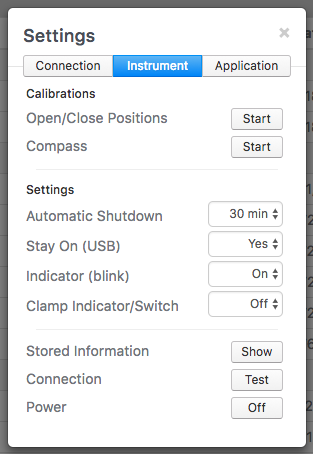 Settings ×
Connection Instrument Application
Calibrations
Open/Close Positions Start
Compass Start
Settings
Automatic Shutdown 30 min
Stay On (USB) Yes
Indicator (blink) On
Clamp Indicator/Switch Off
Stored Information Show
Connection Test
Power Off